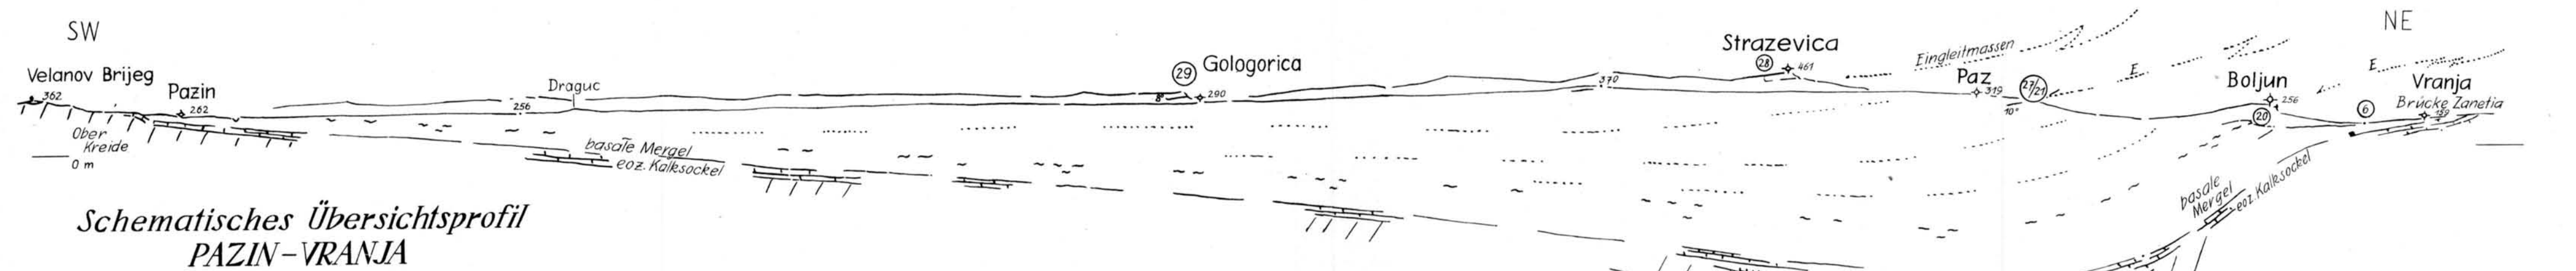 SW
NE
Velanov Brijeg
362
Pazin
262
Ober
Kreide
0 m
Draguc
256
basale Mergel
eoz. Kalksockel
29
Gologorica
8°
290
370
Strazevica
28
461
Eingleitmassen
Paz
319
27/21
10°
E
Boljun
256
20
E
Vranja
Brücke Zanetia
6
basale
Mergel
eoz. Kalksockel
Schematisches Übersichtsprofil
PAZIN-VRANJA